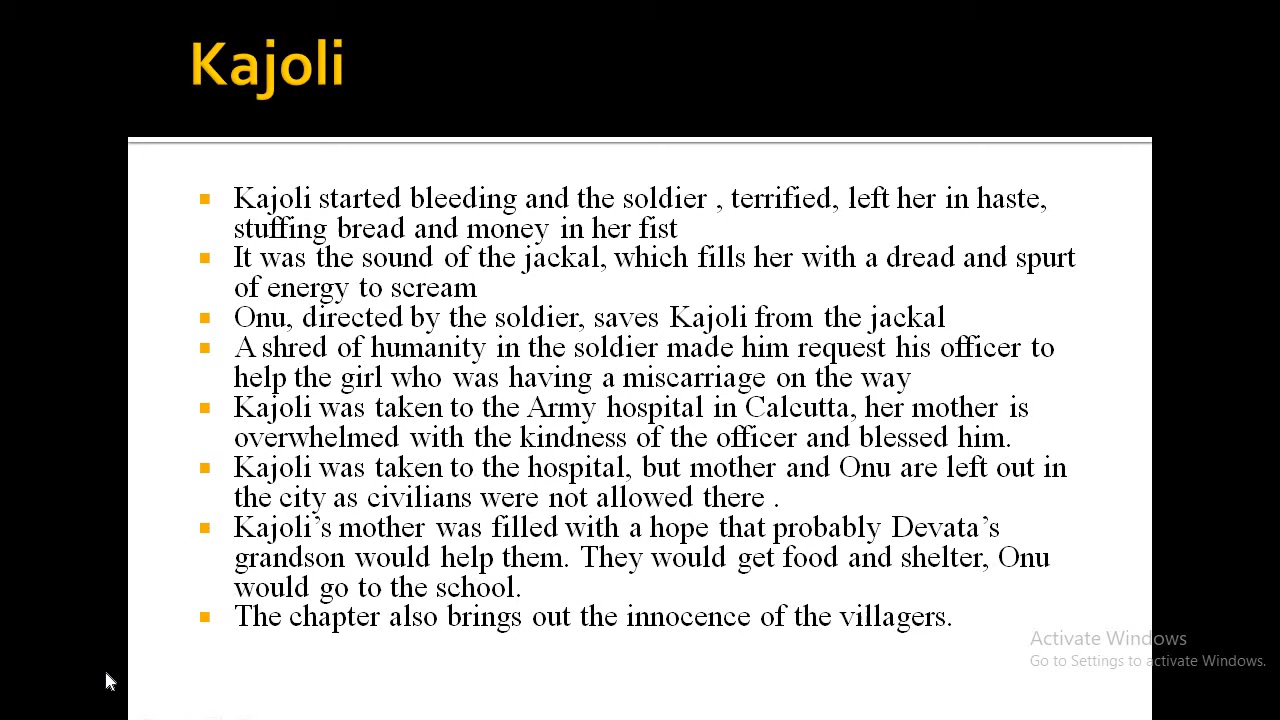 Kajoli
Kajoli started bleeding and the soldier , terrified, left her in haste,
stuffing bread and money in her fist
It was the sound of the jackal, which fills her with a dread and spurt
of energy to scream
Onu, directed by the soldier, saves Kajoli from the jackal
A shred of humanity in the soldier made him request his officer to
help the girl who was having a miscarriage on the way
Kajoli was taken to the Army hospital in Calcutta, her mother is
overwhelmed with the kindness of the officer and blessed him.
Kajoli was taken to the hospital, but mother and Onu are left out in
the city as civilians were not allowed there .
Kajoli’s mother was filled with a hope that probably Devata’s
grandson would help them. They would get food and shelter, Onu
would go to the school.
The chapter also brings out the innocence of the villagers.
Activate Windows
Go to Settings to activate Windows.